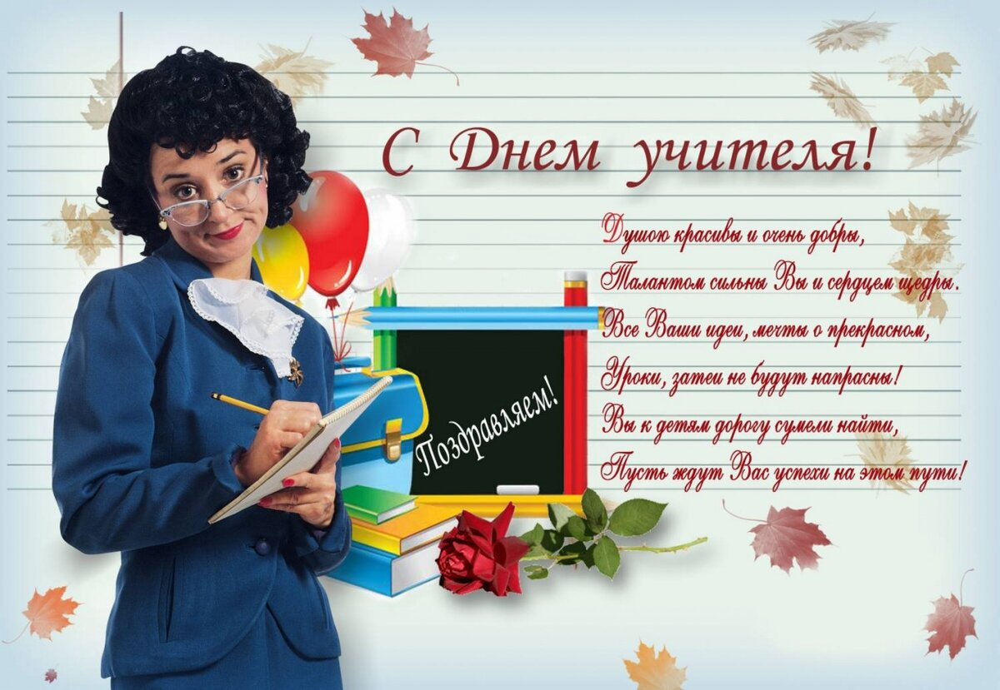 С Днем учителя!
Душою красивы и очень добры,
Талантом сильны Вы и сердцем щедры.
Все Ваши идеи, мечты о прекрасном,
Уроки, затеи не будут напрасны!
Вы к детям дорогу сумели найти,
Пусть ждут Вас успехи на этом пути!
Поздравляем!